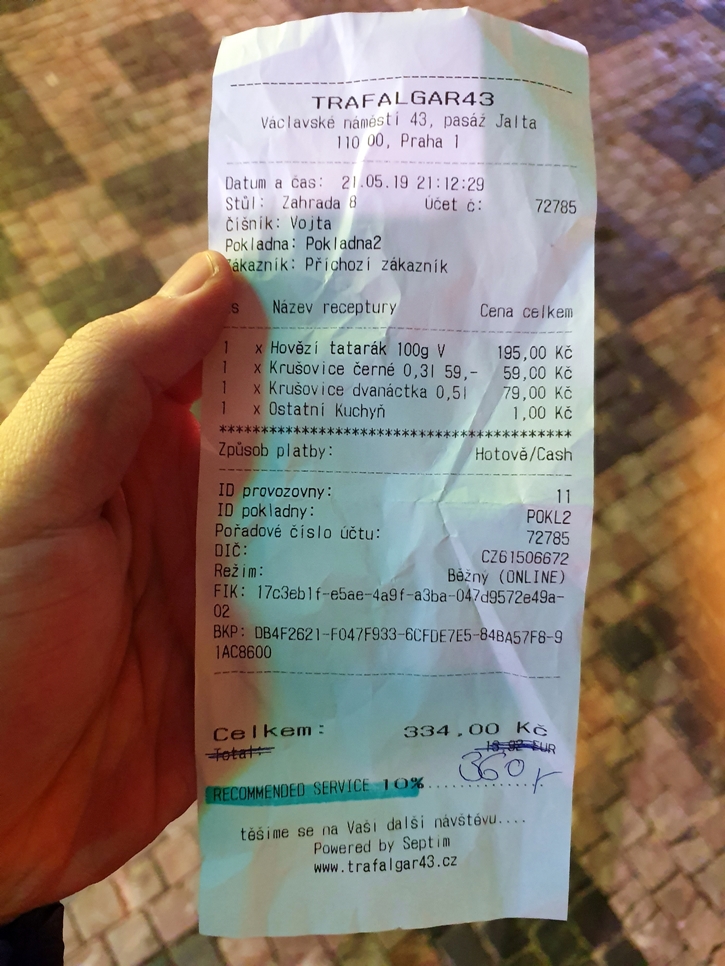 TRAFALGAR43
Václavské náměstí 43, pasáž Jalta
110 00, Praha 1
Datum a čas: 21.05.19 21:12:29
Stůl: Zahrada 8 Účet č: 72785
Číšník: Vojta
Pokladna: Pokladna2
Zákazník: Příchozí zákazník
s Název receptury Cena celkem
1 x Hovězí tatarák 100g V 195,00 Kč
1 x Krušovice černé 0,3l 59,- 59,00 Kč
1 x Krušovice dvanáctka 0,5l 79,00 Kč
1 x Ostatní Kuchyň 1,00 Kč
******************************************
Způsob platby: Hotově/Cash
ID provozovny: 11
ID pokladny: POKL2
Pořadové číslo účtu: 72785
DIČ: CZ61506672
Režim: Běžný (ONLINE)
FIK: 17c3eb1f-e5ae-4a9f-a3ba-047d9572e49a-
02
BKP: DB4F2621-F047F933-6CFDE7E5-84BA57F8-9
1AC8600
Celkem: 334,00 Kč
Total: EUR
360
RECOMMENDED SERVICE 10%..............
těšíme se na Vaší další návštěvu....
Powered by Septim
www.trafalgar43.cz